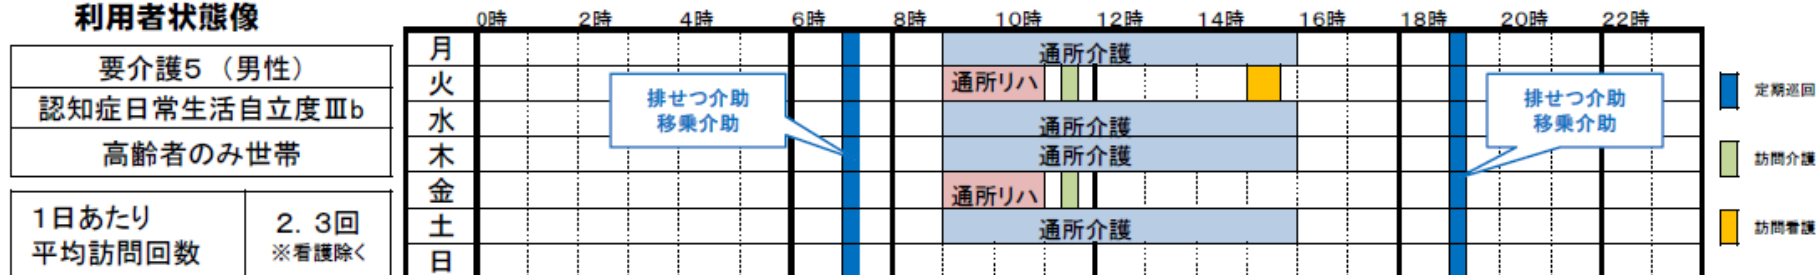 利用者状態像
0時 2時 4時 6時 8時 10時 12時 14時 16時 18時 20時 22時
要介護5 (男性)
認知症日常生活自立度Ⅲb
高齢者のみ世帯
1日あたり
平均訪問回数
2.3回
※看護除く
月
通所介護
火
通所リハ
水
通所介護
木
通所介護
金
通所リハ
土
通所介護
日
排せつ介助
移乗介助
排せつ介助
移乗介助
定期巡回
訪問介護
訪問看護